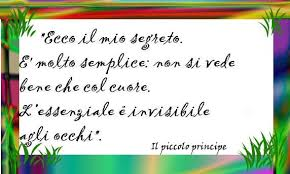 "Ecco il mio segreto.
E' molto semplice: non si vede
bene che col cuore.
L'essenziale è invisibile
agli occhi".
Il piccolo principe